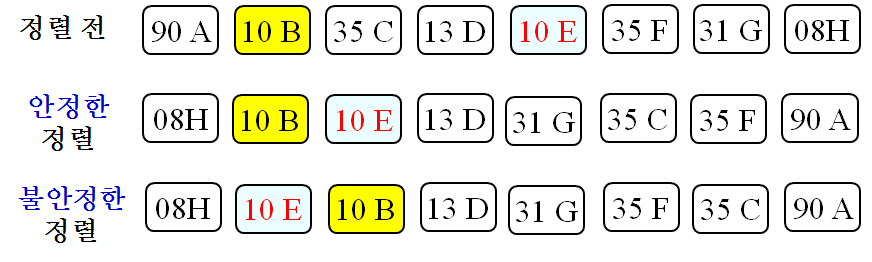 정렬 전 90 A 10 B 35 C 13 D 10 E 35 F 31 G 08H
안정한
정렬
08H 10 B 10 E 13 D 31 G 35 C 35 F 90 A
불안정한
정렬
08H 10 E 10 B 13 D 31 G 35 F 35 C 90 A